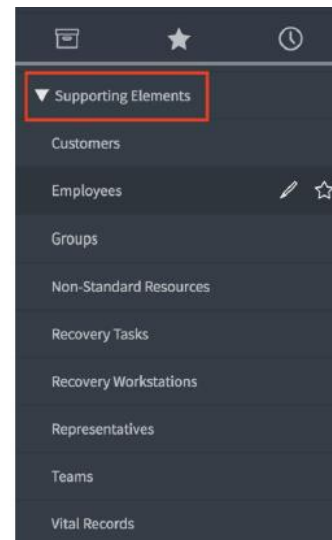 Supporting Elements
Customers
Employees
Groups
Non-Standard Resources
Recovery Tasks
Recovery Workstations
Representatives
Teams
Vital Records